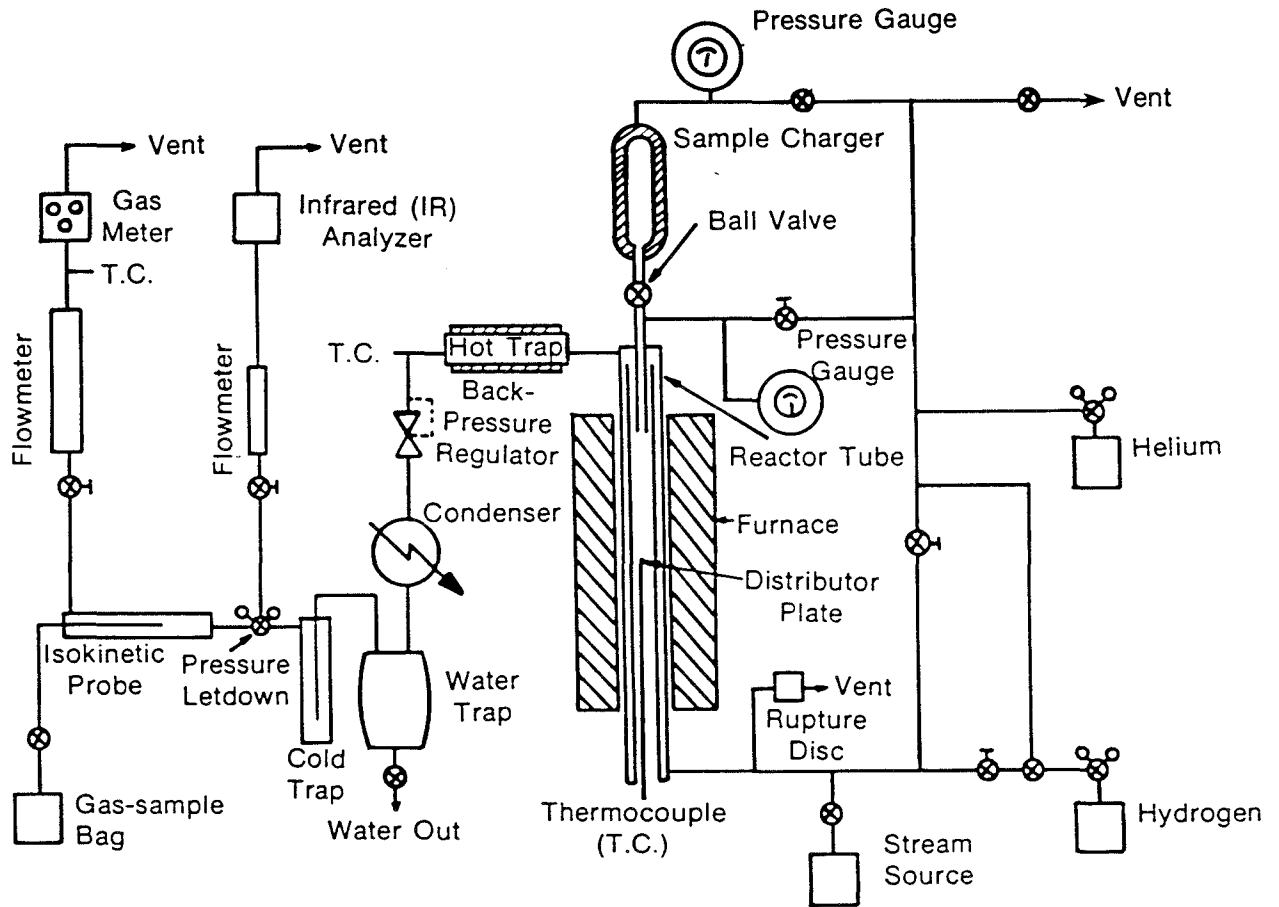 Pressure Gauge
Vent
Sample Charger
Vent
Vent
Gas
Meter
Infrared (IR)
Analyzer
Ball Valve
T.C.
Flowmeter
Flowmeter
T.C.
Hot Trap
Back-
Pressure
Regulator
Pressure
Gauge
Reactor Tube
Helium
Condenser
Furnace
Distributor
Plate
Isokinetic
Probe
Pressure
Letdown
Water
Trap
Vent
Rupture
Disc
Cold
Trap
Gas-sample
Bag
Water Out
Thermocouple
(T.C.)
Stream
Source
Hydrogen